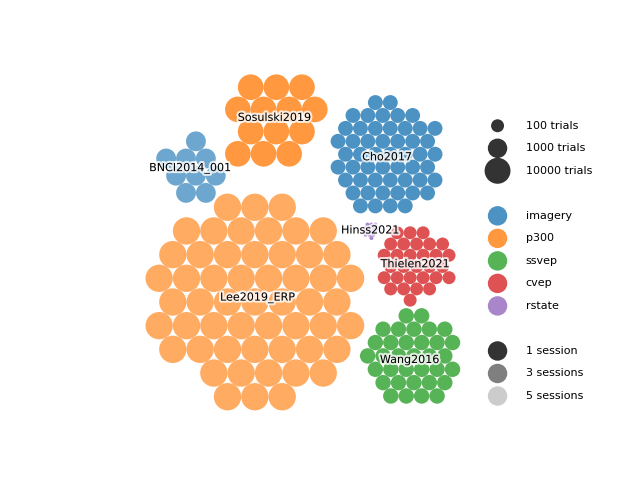 Sosulski2019
BNCI2014_001
Cho2017
Hinss2021
Thielen2021
Lee2019_ERP
Wang2016
100 trials
1000 trials
10000 trials
imagery
p300
ssvep
cvep
rstate
1 session
3 sessions
5 sessions